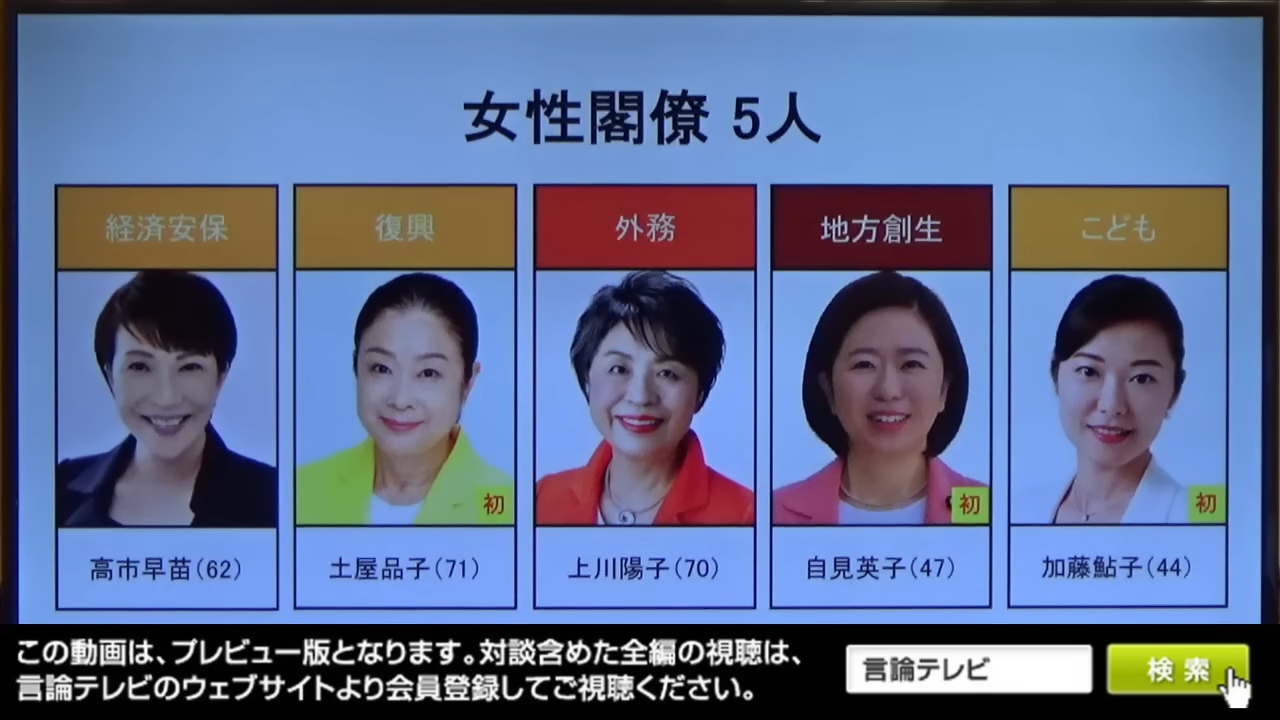 女性閣僚 5人
経済安保
復興
外務
地方創生
こども
初
初
初
高市早苗(62)
土屋品子(71)
上川陽子(70)
自見英子(47)
加藤鮎子(44)
この動画は、プレビュー版となります。対談含めた全編の視聴は、
言論テレビのウェブサイトより会員登録してご視聴ください。
言論テレビ
検索